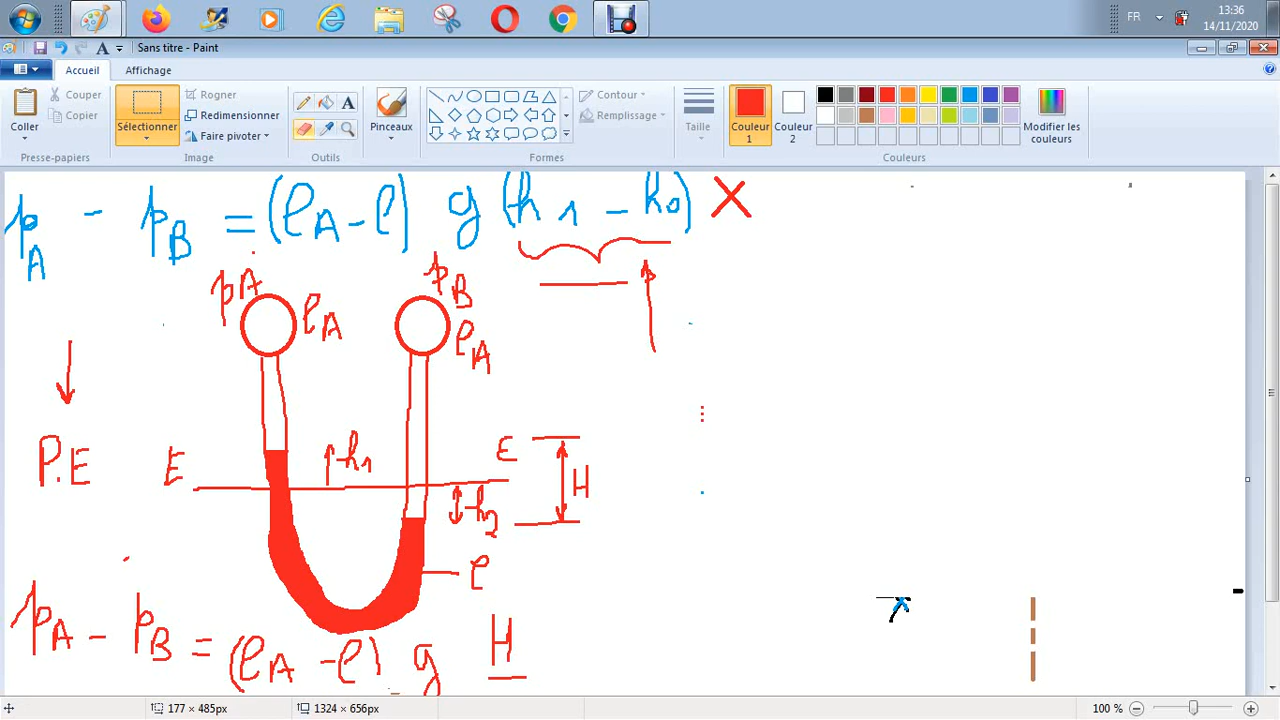 FR
13:36
14/11/2020
Sans titre - Paint
Accueil
Affichage
Coller
Couper
Copier
Presse-papiers
Sélectionner
Rogner
Redimensionner
Faire pivoter
Image
A
Outils
Pinceaux
Contour
Remplissage
Formes
Taille
Couleur 1
Couleur 2
Modifier les couleurs
Couleurs
pA - pB = (ρA - ρ) g (h1 - h0) X
pA
ρA
pB
ρA
P.E
E
h1
E
H
h2
ρ
pA - pB = (ρA - ρ) g H
177 × 485px
1324 × 656px
100 %